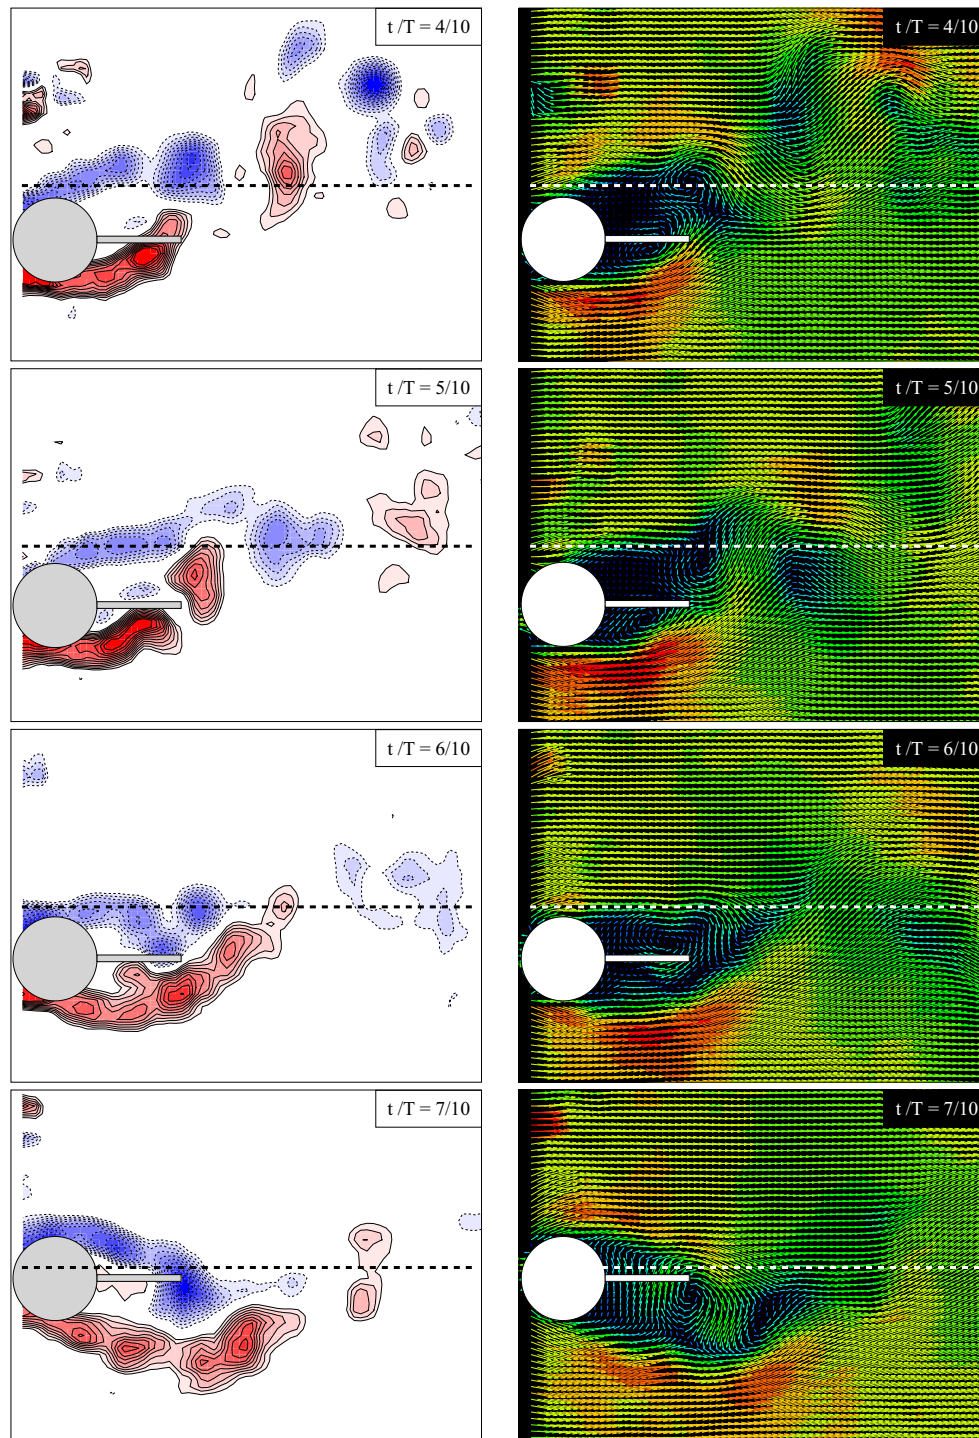 t /T = 4/10
t /T = 4/10
t /T = 5/10
t /T = 5/10
t /T = 6/10
t /T = 6/10
t /T = 7/10
t /T = 7/10